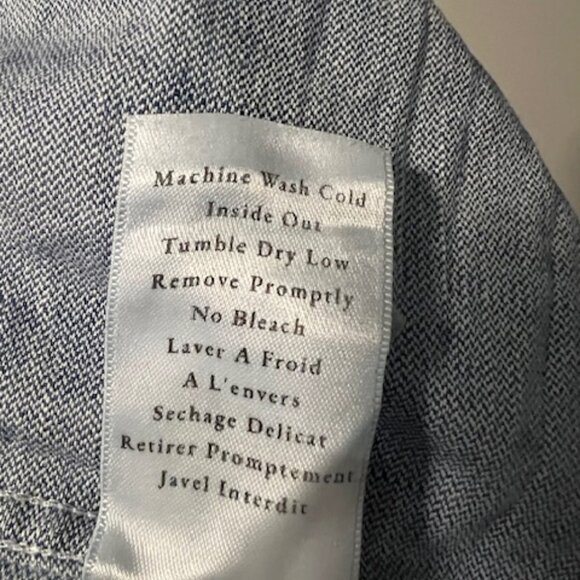 Machine Wash Cold
Inside Out
Tumble Dry Low
Remove Promptly
No Bleach
Laver A Froid
A L'envers
Sechage Delicat
Retirer Promptement
Javel Interdit